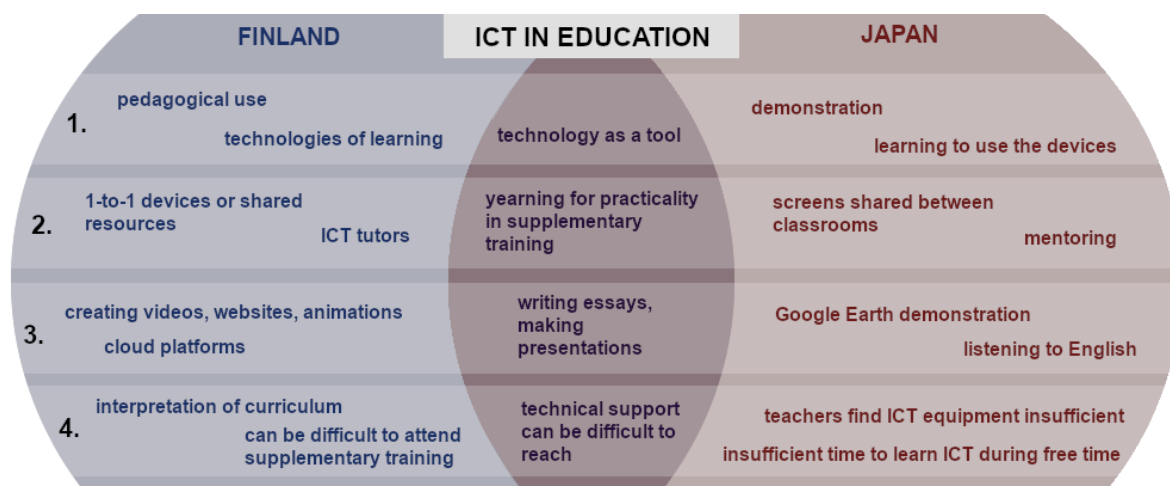 FINLAND
ICT IN EDUCATION
JAPAN
1.
pedagogical use
technologies of learning
technology as a tool
demonstration
learning to use the devices
2.
1-to-1 devices or shared
resources
ICT tutors
yearning for practicality
in supplementary
training
screens shared between
classrooms
mentoring
3.
creating videos, websites, animations
cloud platforms
writing essays,
making
presentations
Google Earth demonstration
listening to English
4.
interpretation of curriculum
can be difficult to attend
supplementary training
technical support
can be difficult to
reach
teachers find ICT equipment insufficient
insufficient time to learn ICT during free time